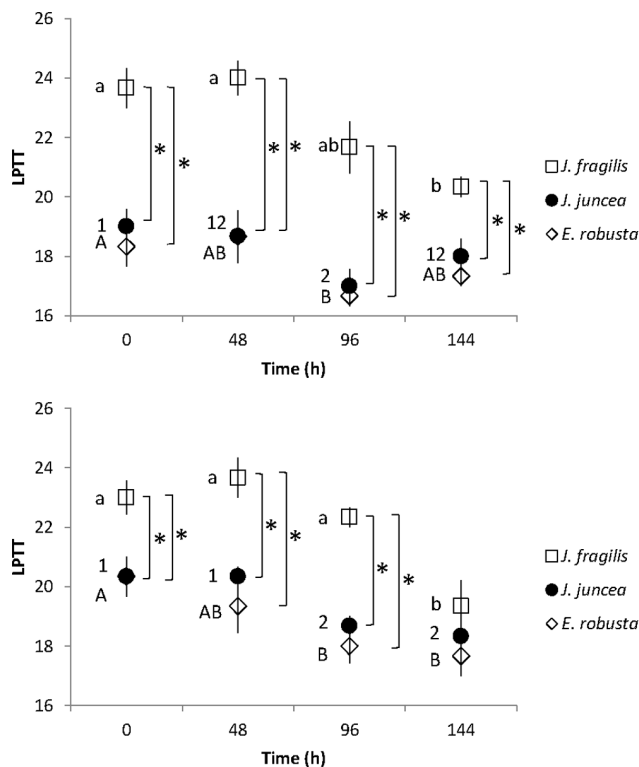 26
24
22
20
18
16
LPTT
a
a
ab
b
1
12
2
12
A
AB
B
AB
* *
* *
* *
* *
0 48 96 144
Time (h)
J. fragilis
J. juncea
E. robusta
26
24
22
20
18
16
LPTT
a
a
a
b
1
1
2
2
A
AB
B
B
* *
* *
* *
0 48 96 144
Time (h)
J. fragilis
J. juncea
E. robusta